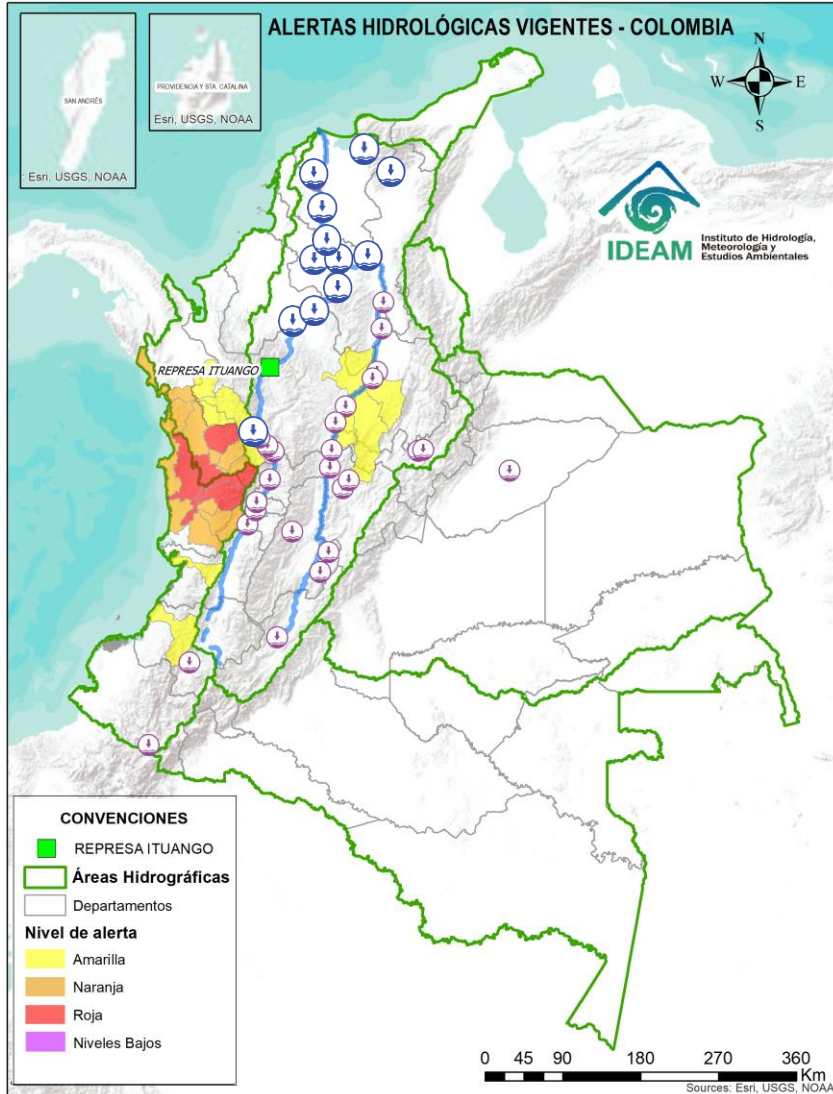 ALERTAS HIDROLÓGICAS VIGENTES - COLOMBIA
SAN ANDRÉS
: Esri, USGS, NOAA
PROVIDENCIA Y STA. CATALINA
Esri, USGS, NOAA
N
W
E
S
IDEAM
Instituto de Hidrología,
Meteorología y
Estudios Ambientales
REPRESA ITUANGO
CONVENCIONES
REPRESA ITUANGO
Áreas Hidrográficas
Departamentos
Nivel de alerta
Amarilla
Naranja
Roja
Niveles Bajos
0 45 90 180 270 360
Km
Sources: Esri, USGS, NOAA